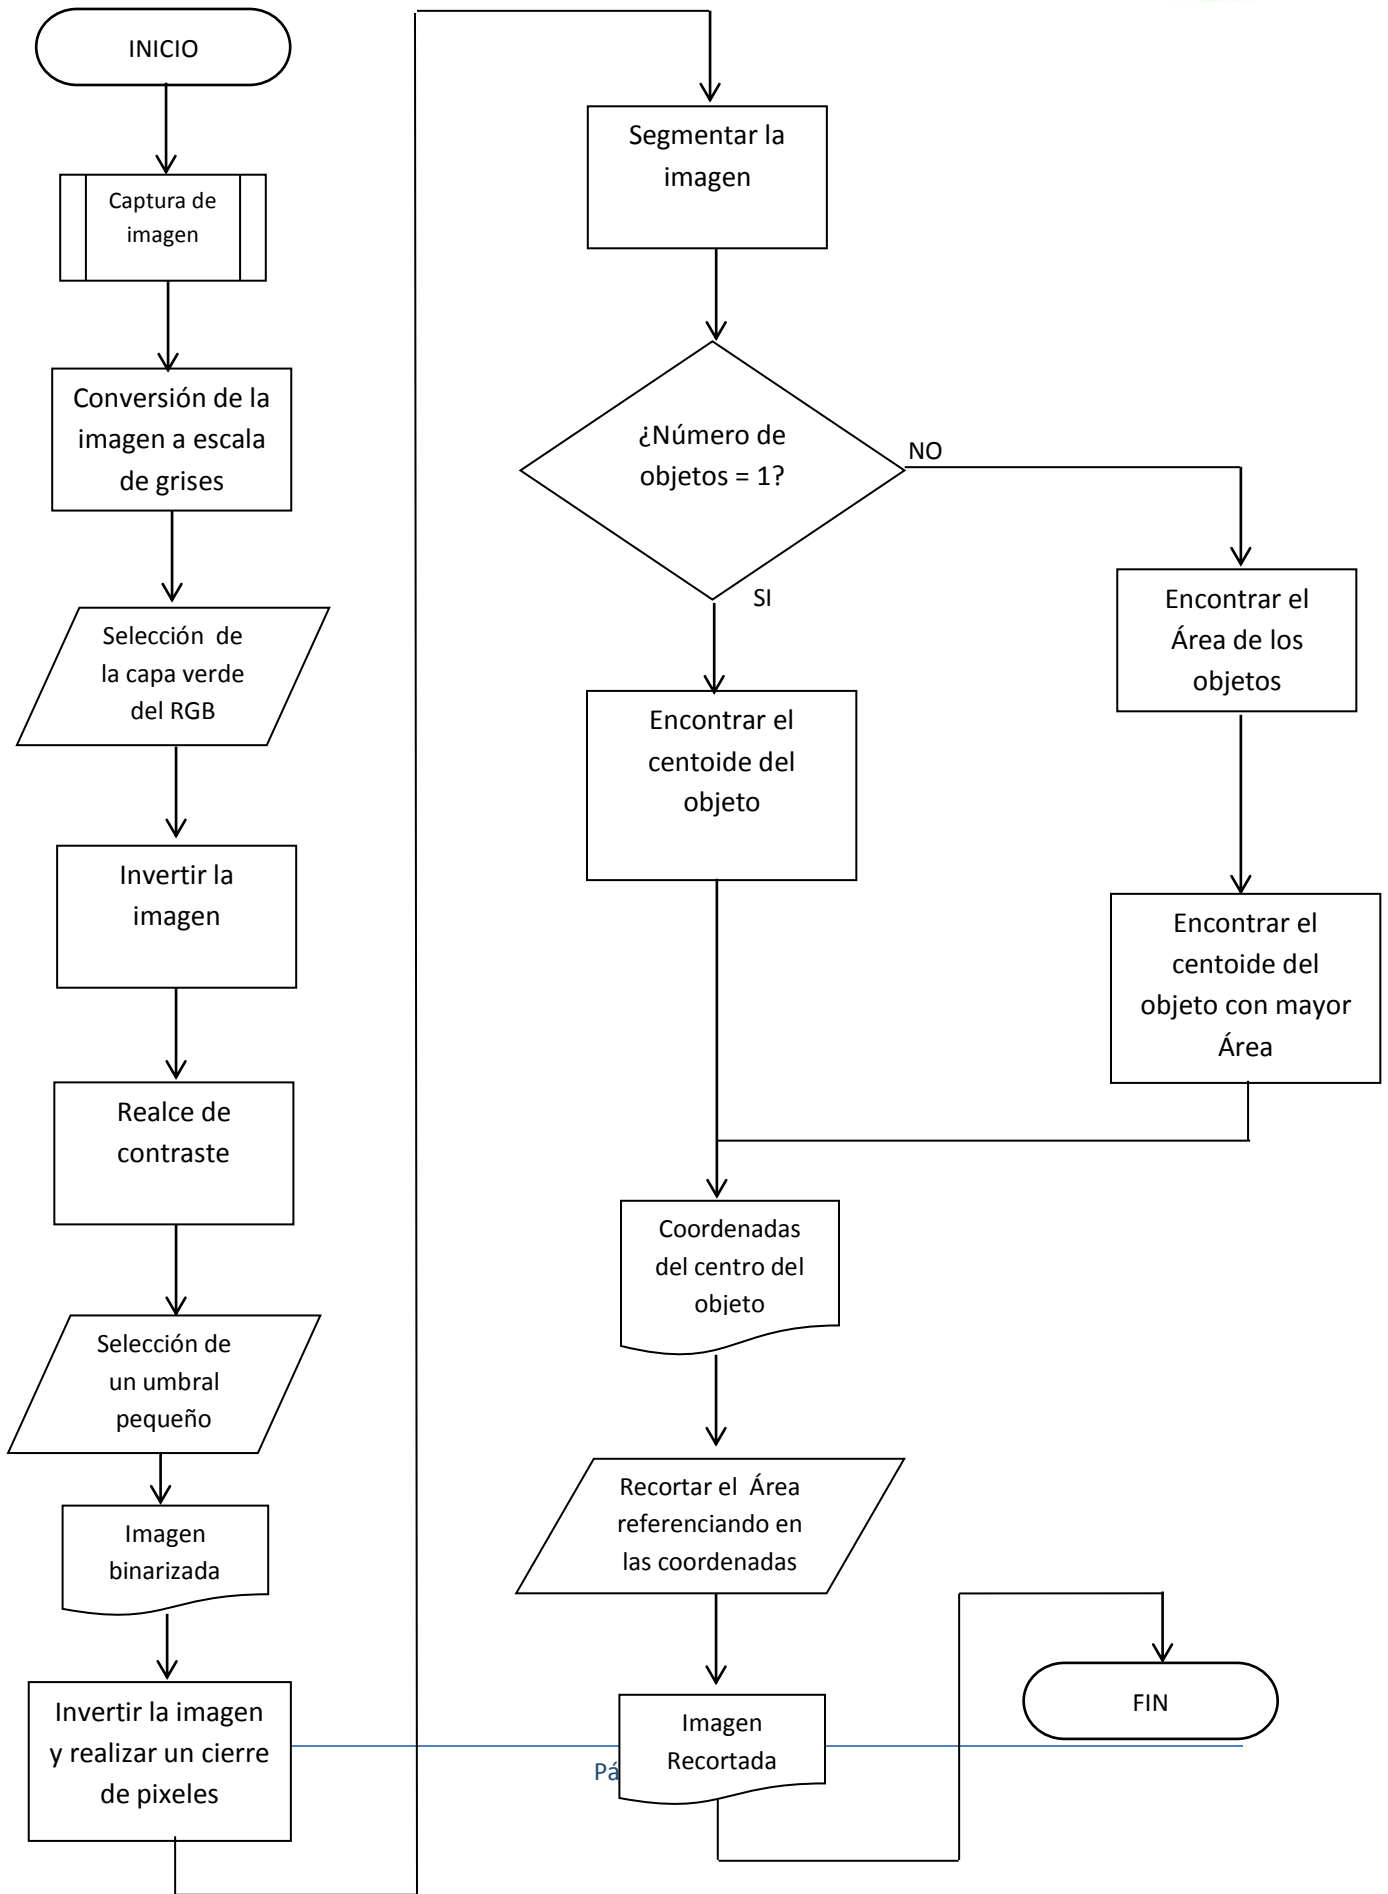 INICIO
Captura de
imagen
Conversión de la
imagen a escala
de grises
Selección de
la capa verde
del RGB
Invertir la
imagen
Realce de
contraste
Selección de
un umbral
pequeño
Imagen
binarizada
Invertir la imagen
y realizar un cierre
de pixeles
Segmentar la
imagen
¿Número de
objetos = 1?
NO
SI
Encontrar el
centoide del
objeto
Encontrar el
Área de los
objetos
Encontrar el
centoide del
objeto con mayor
Área
Coordenadas
del centro del
objeto
Recortar el Área
referenciando en
las coordenadas
Imagen
Recortada
FIN